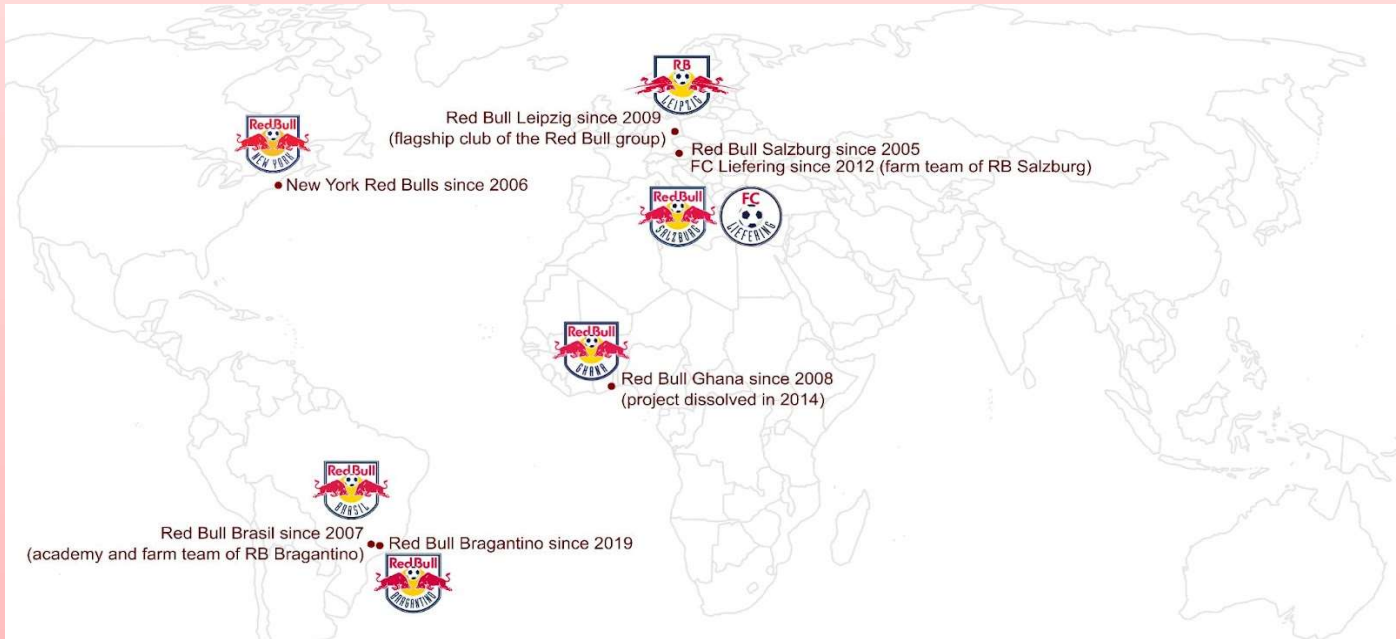 RB
LEIPZIG
Red Bull Leipzig since 2009
(flagship club of the Red Bull group)
Red Bull Salzburg since 2005
FC Liefering since 2012 (farm team of RB Salzburg)
Red Bull
NEW YORK
New York Red Bulls since 2006
Red Bull
SALZBURG
FC
LIEFERING
Red Bull
GHANA
Red Bull Ghana since 2008
(project dissolved in 2014)
Red Bull
BRASIL
Red Bull Brasil since 2007
(academy and farm team of RB Bragantino)
Red Bull Bragantino since 2019
Red Bull
BRAGANTINO